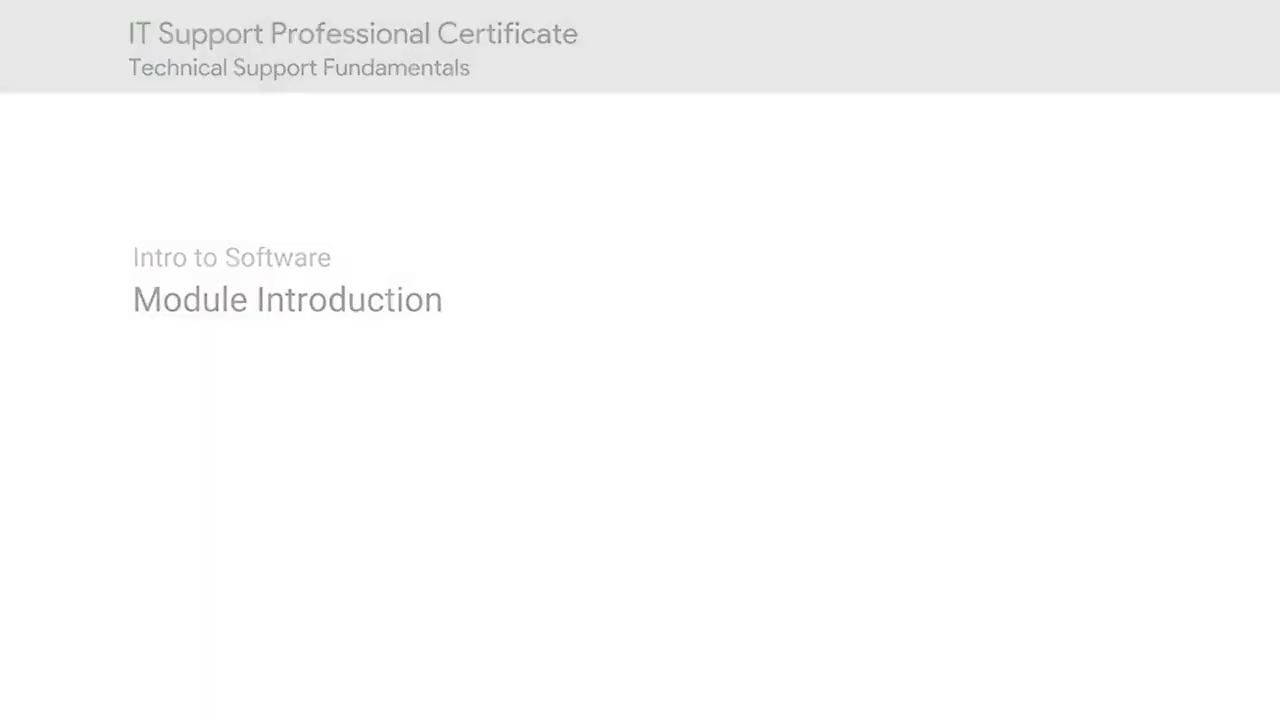 IT Support Professional Certificate
Technical Support Fundamentals
Intro to Software
Module Introduction